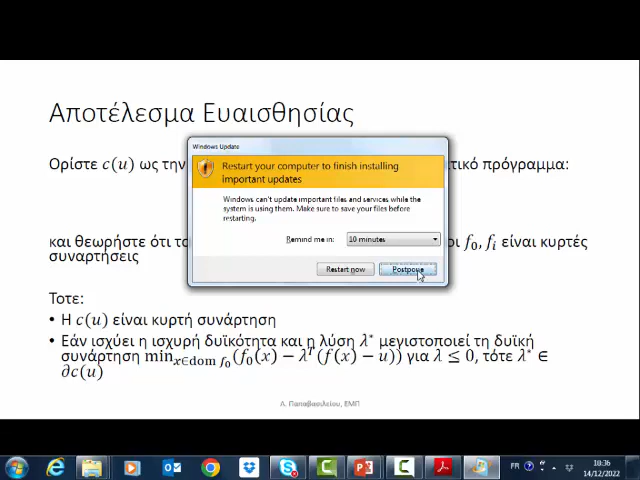 Αποτέλεσμα Ευαισθησίας
Windows Update
Ορίστε c(u) ως την
Restart your computer to finish installing
important updates
τικό πρόγραμμα:
Windows can't update important files and services while the
system is using them. Make sure to save your files before
restarting.
Remind me in: 10 minutes
και θεωρήστε ότι το
οι f₀, fᵢ είναι κυρτές
συναρτήσεις
Restart now Postpone
Τοτε:
• Η c(u) είναι κυρτή συνάρτηση
• Εάν ισχύει η ισχυρή δυϊκότητα και η λύση λ* μεγιστοποιεί τη δυϊκή
συνάρτηση min_{x∈dom f₀}(f₀(x) − λᵀ(f(x) − u)) για λ ≤ 0, τότε λ* ∈
∂c(u)
Α. Παπαβασιλείου, ΕΜΠ
FR 18:36
14/12/2022